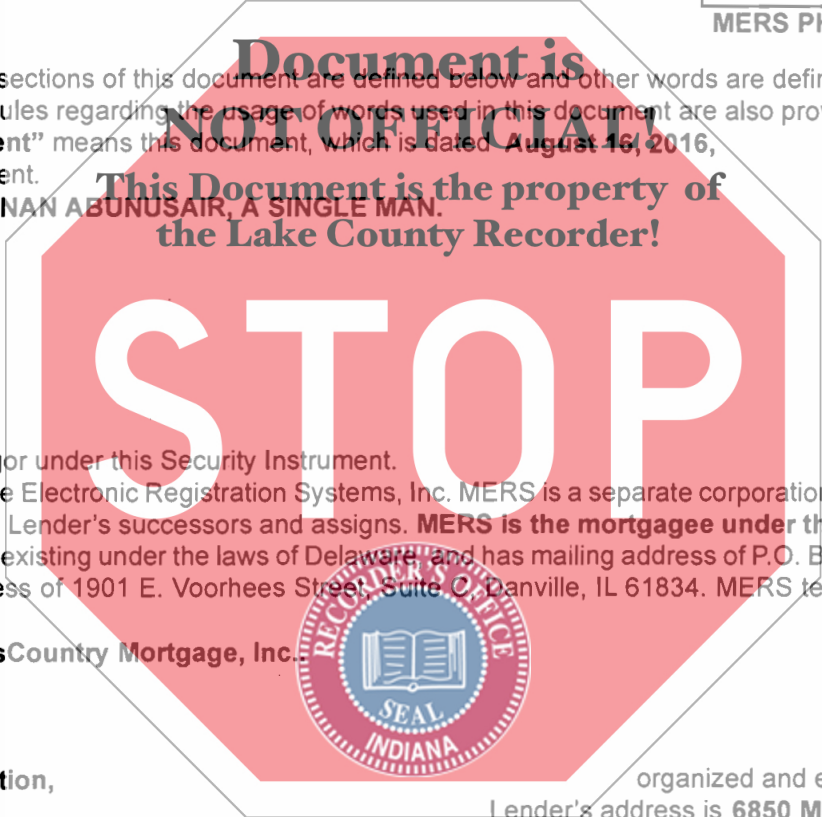 MERS PH
Document is
sections of this document are defined below and other words are defin
ules regarding the usage of words used in this document are also prov
NOT OFFICIAL!
nt" means this document, which is dated August 16, 2016,
ent.
This Document is the property of
NAN ABUNUSAIR, A SINGLE MAN.
the Lake County Recorder!
STOP
or under this Security Instrument.
e Electronic Registration Systems, Inc. MERS is a separate corporation
Lender's successors and assigns. MERS is the mortgagee under th
existing under the laws of Delaware, and has mailing address of P.O. B
ss of 1901 E. Voorhees Street, Suite C, Danville, IL 61834. MERS te
RECORDER'S OFFICE
sCountry Mortgage, Inc..
SEAL
INDIANA
tion,
organized and e
Lender's address is 6850 M